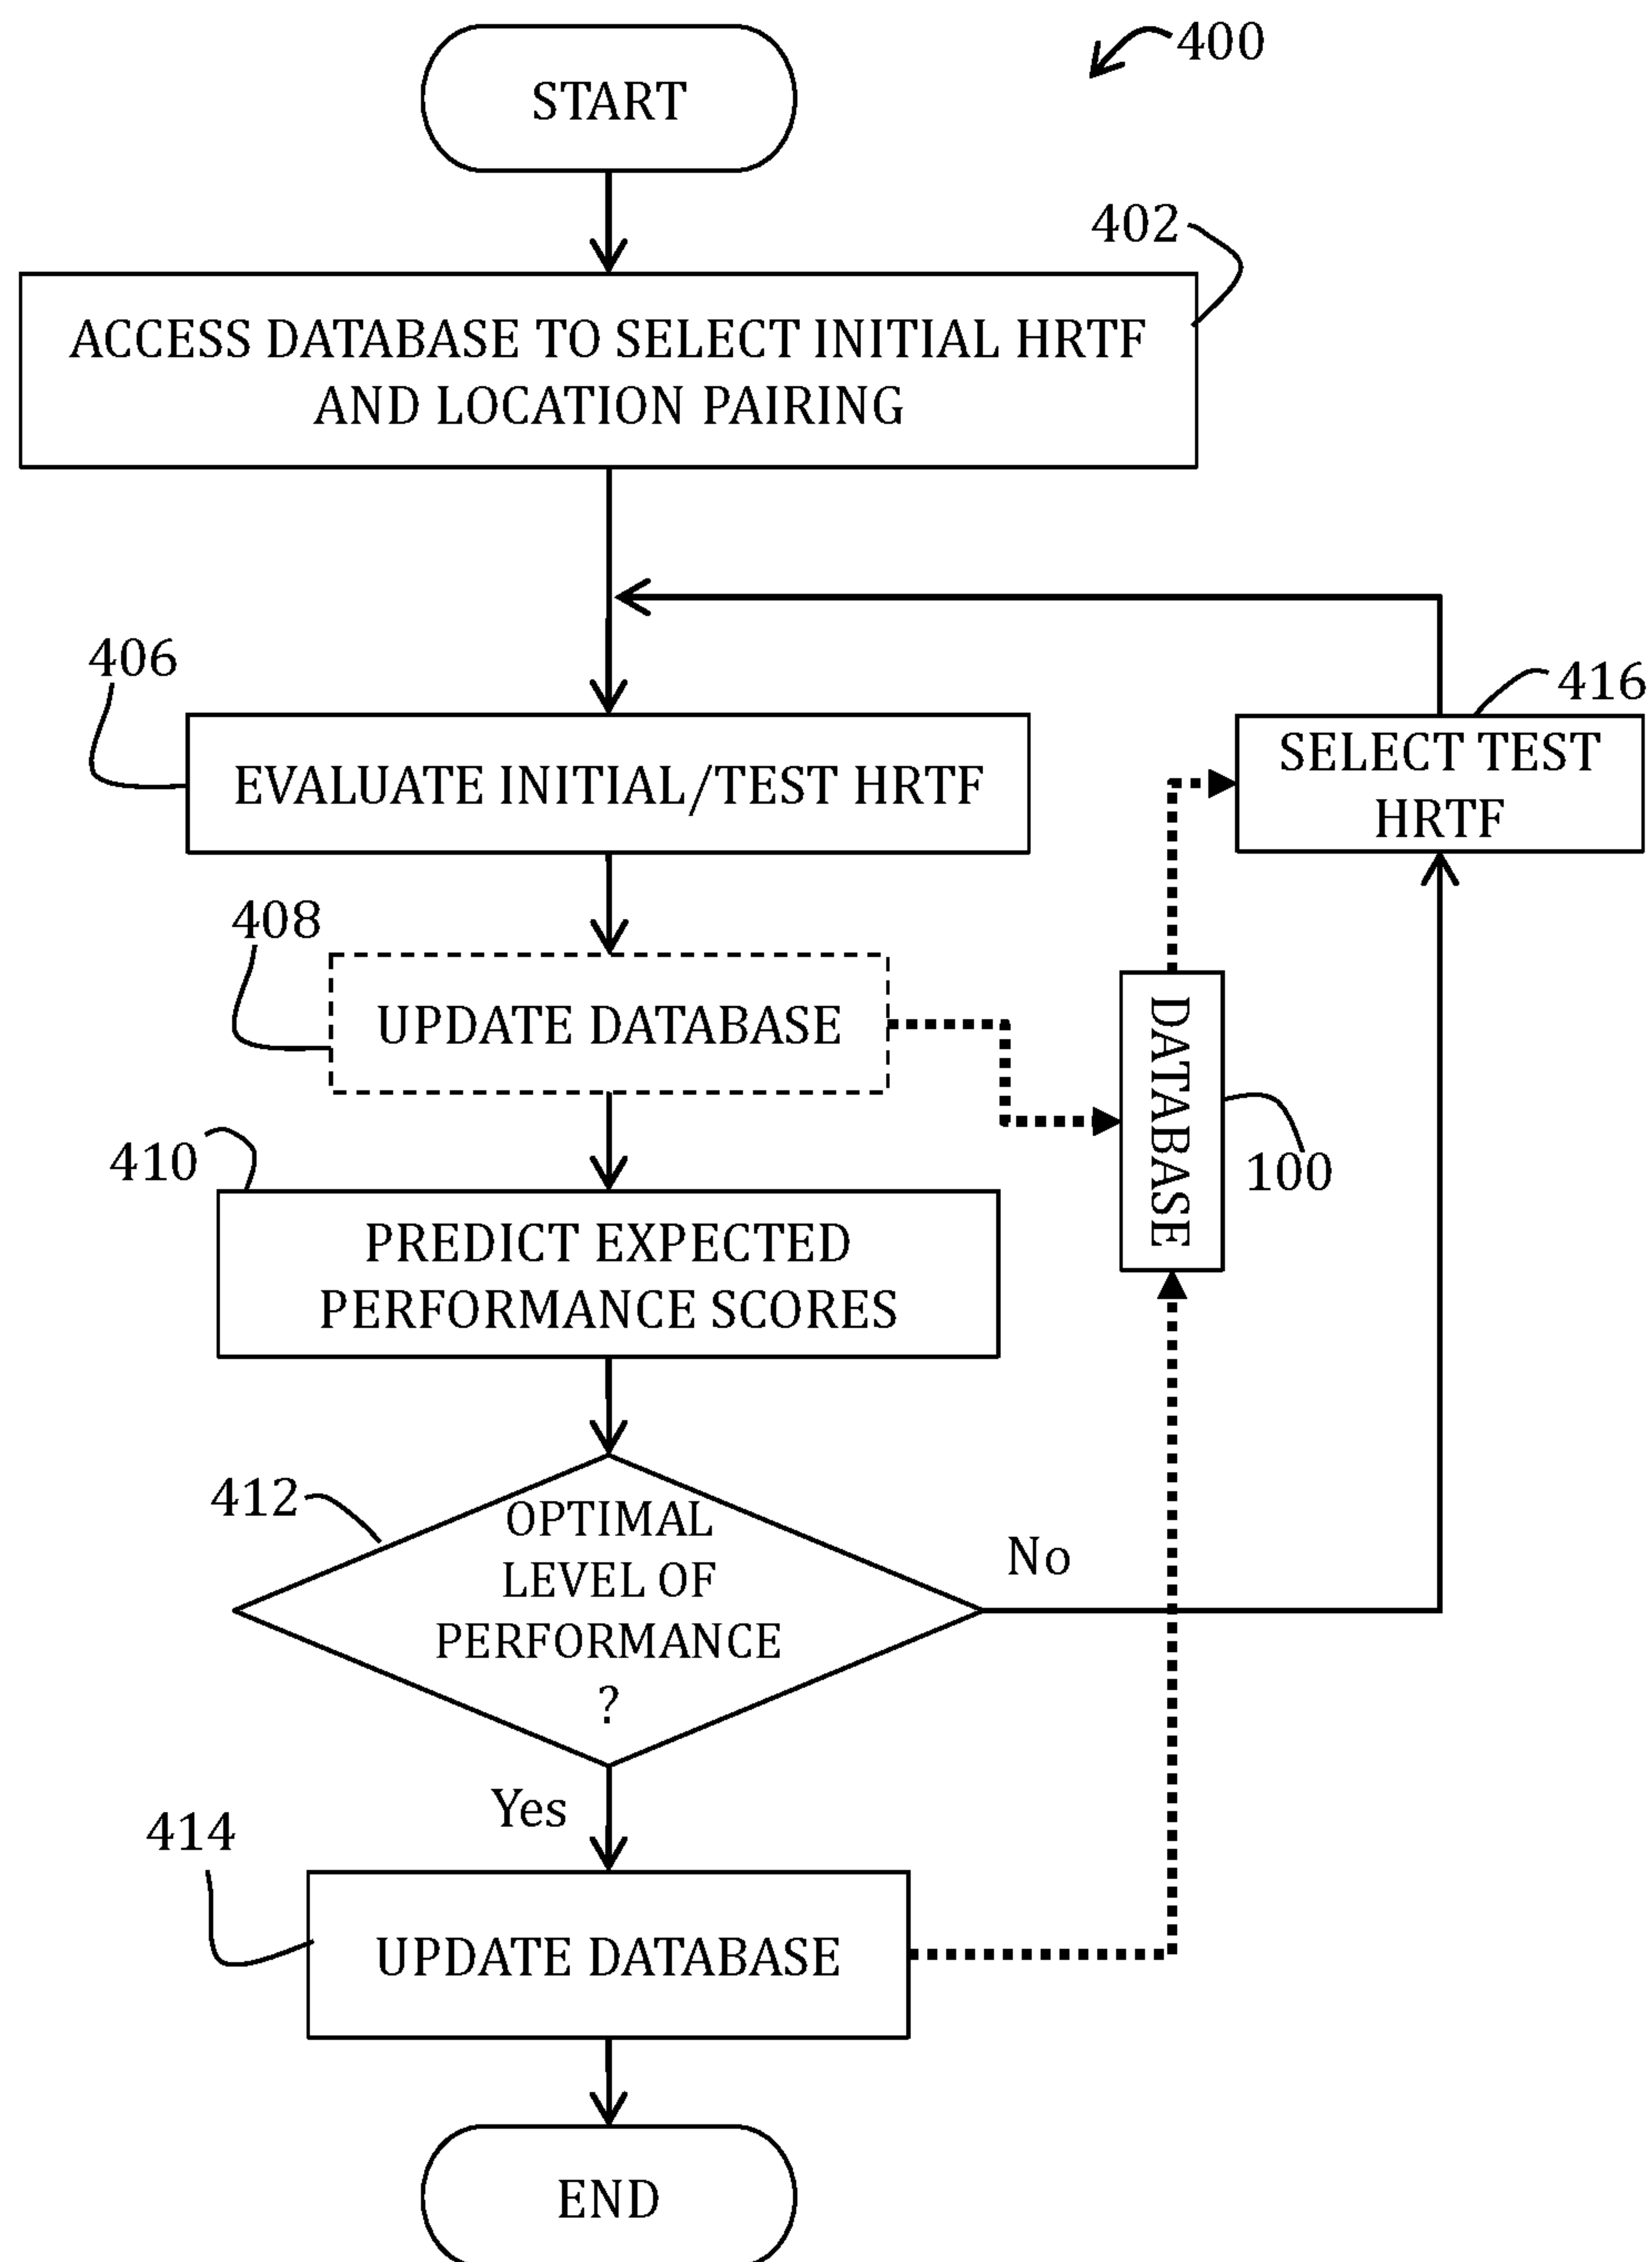 400
START
402
ACCESS DATABASE TO SELECT INITIAL HRTF
AND LOCATION PAIRING
406
416
EVALUATE INITIAL/TEST HRTF
SELECT TEST
HRTF
408
UPDATE DATABASE
DATABASE
100
410
PREDICT EXPECTED
PERFORMANCE SCORES
412
OPTIMAL
LEVEL OF
PERFORMANCE
?
No
Yes
414
UPDATE DATABASE
END